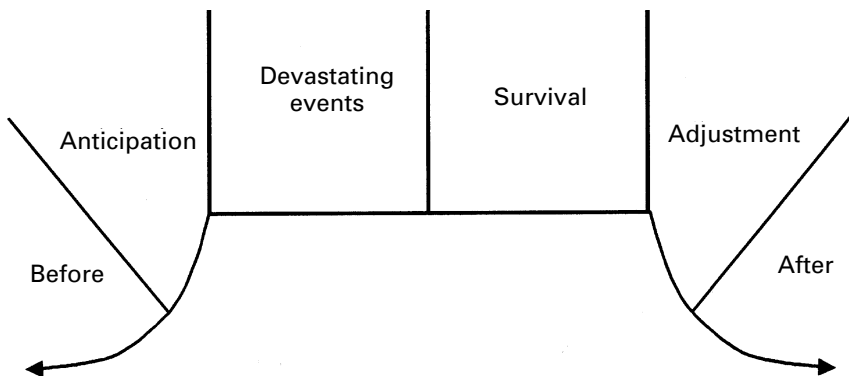 Before
Anticipation
Devastating
events
Survival
Adjustment
After